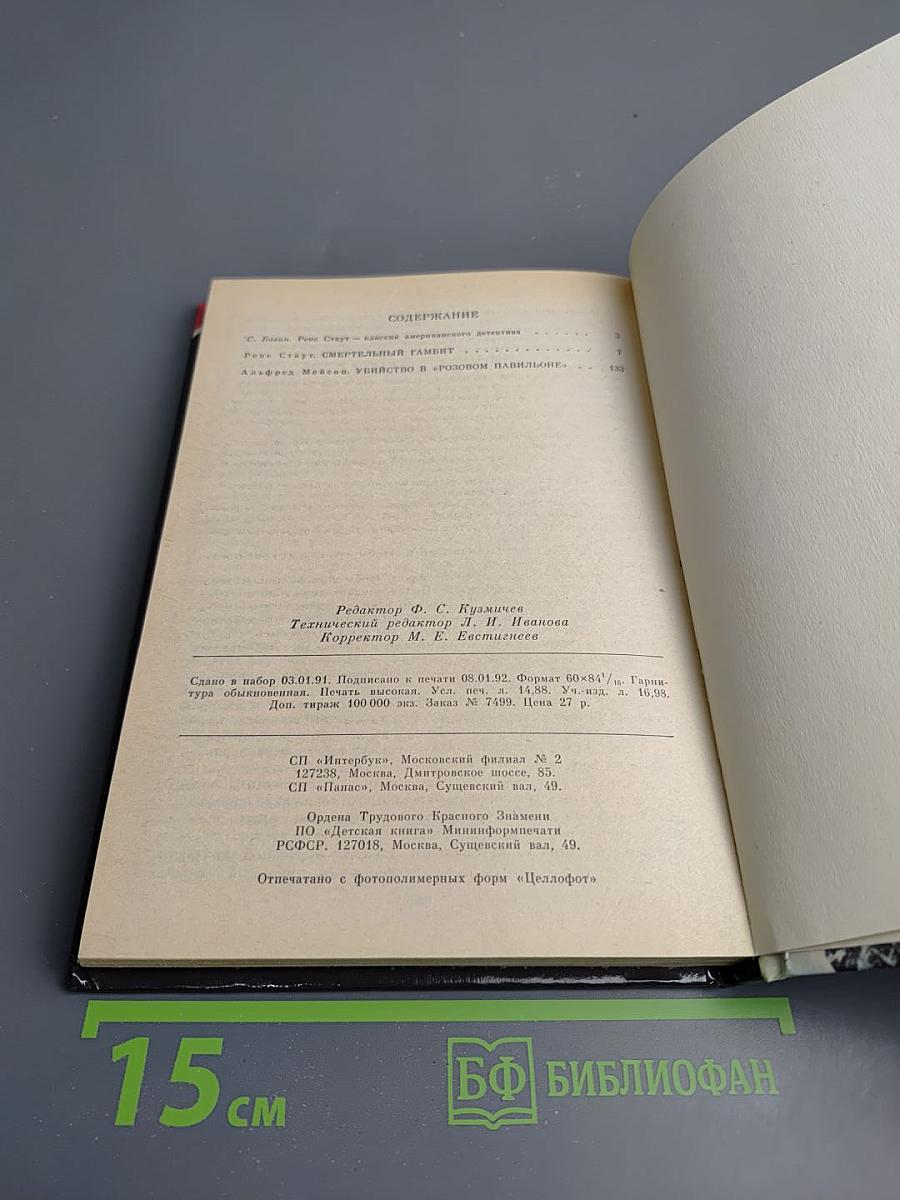 СОДЕРЖАНИЕ
С. Рекс Стаут — классик американского детектива . . . . . . 3
Рекс Стаут. СМЕРТЕЛЬНЫЙ ГАМБИТ . . . . . . . . . . . . . 7
Альфред Мейсон. УБИЙСТВО В «РОЗОВОМ ПАВИЛЬОНЕ» . . 133
Редактор Ф. С. Кузмичев
Технический редактор Л. И. Иванова
Корректор М. Е. Евстигнеев
Сдано в набор 03.01.91. Подписано к печати 08.01.92. Формат 60×84¹/₁₆. Гарни-
тура обыкновенная. Печать высокая. Усл. печ. л. 14,88. Уч.-изд. л. 16,98.
Доп. тираж 100 000 экз. Заказ № 7499. Цена 27 р.
СП «Интербук», Московский филиал № 2
127238, Москва, Дмитровское шоссе, 85.
СП «Панас», Москва, Сущевский вал, 49.
Ордена Трудового Красного Знамени
ПО «Детская книга» Мининформпечати
РСФСР. 127018, Москва, Сущевский вал, 49.
Отпечатано с фотополимерных форм «Целлофот»
15 см
БФ БИБЛИОФАН